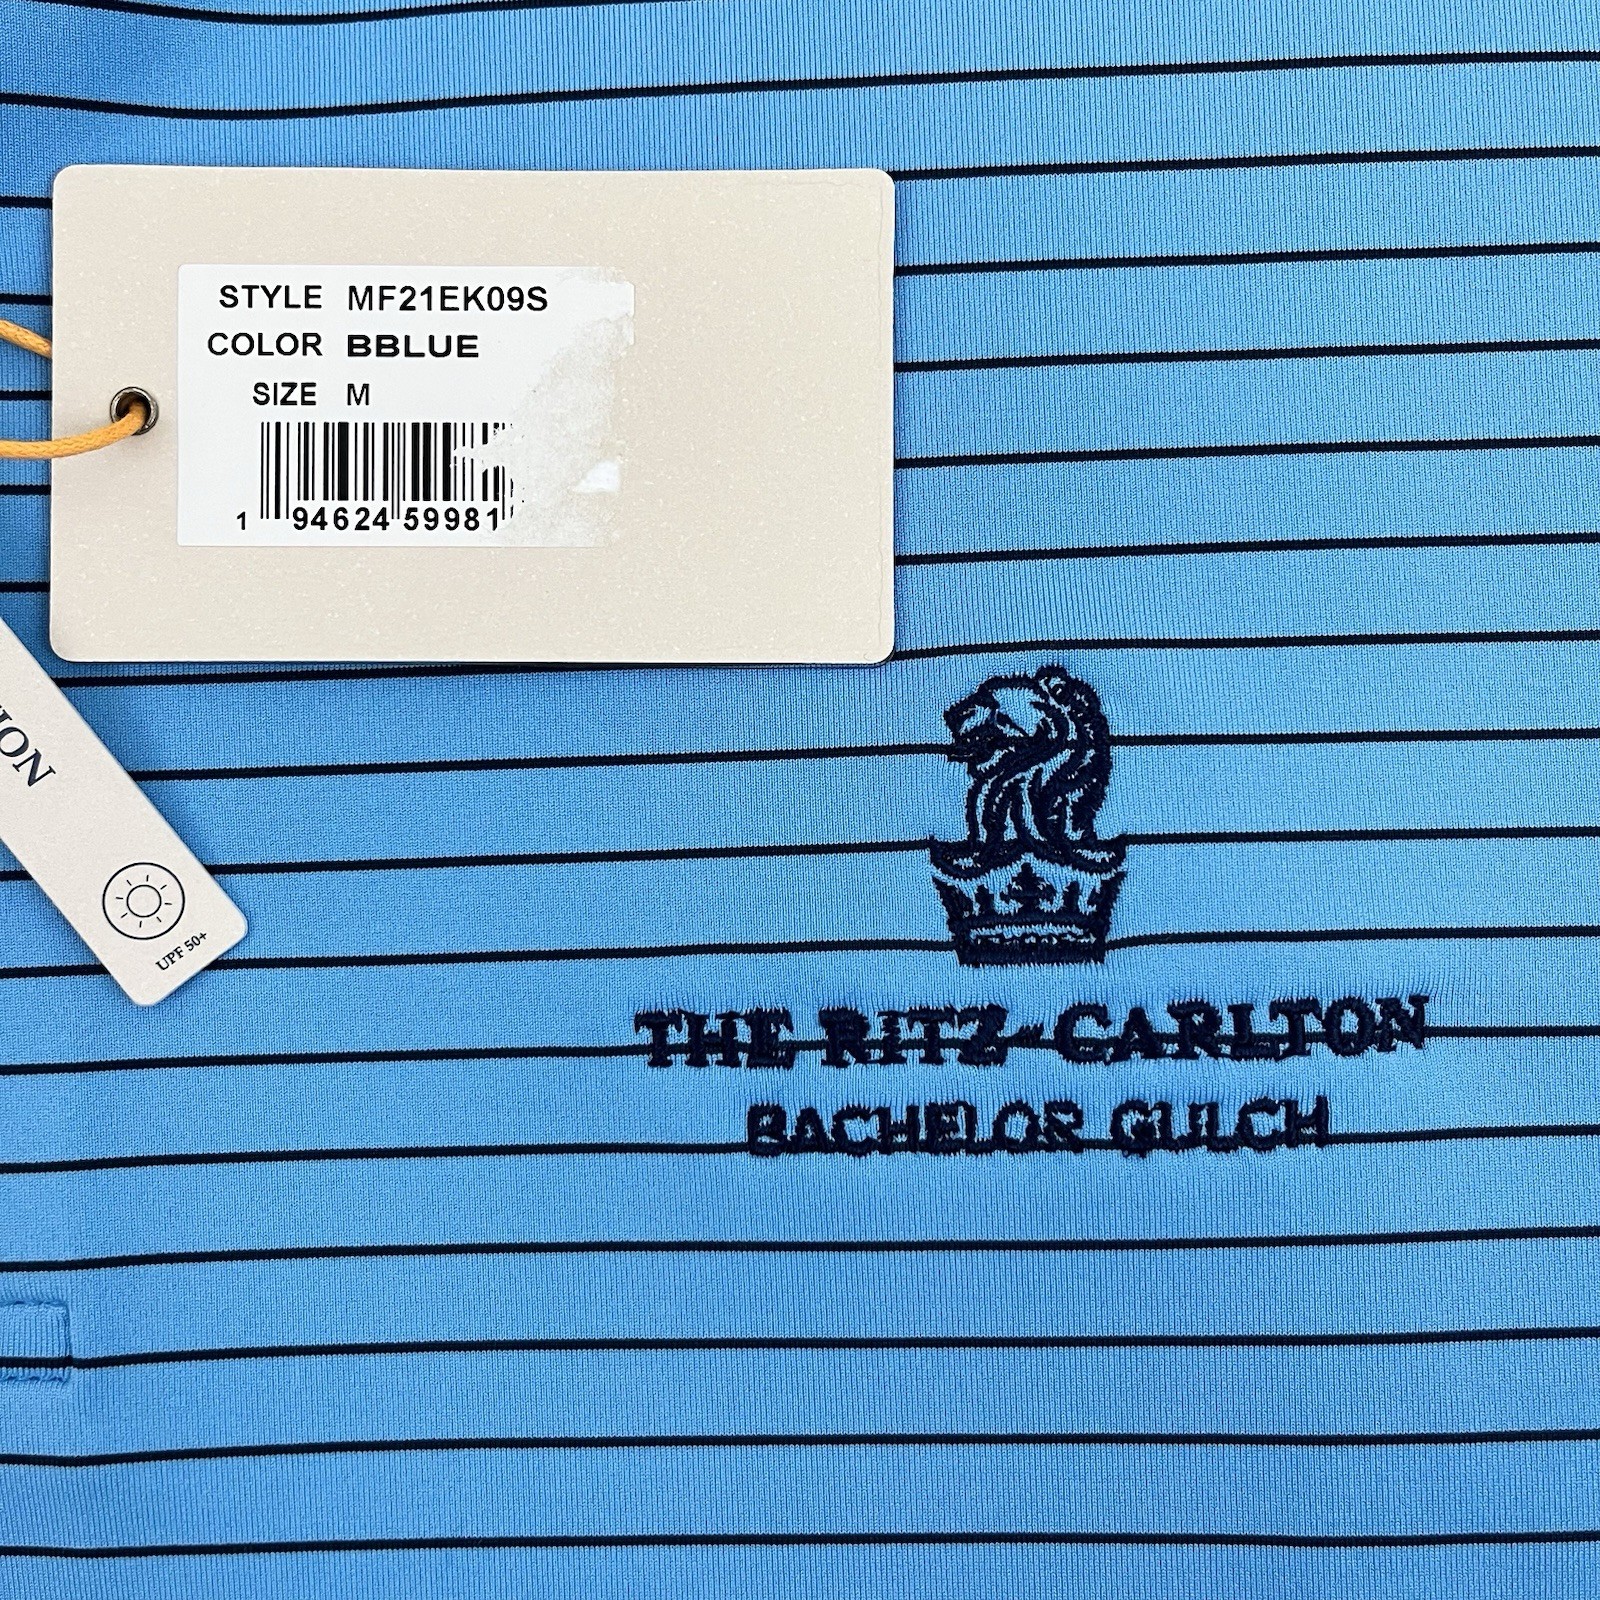 STYLE MF21EK09S
COLOR BBLUE
SIZE M
1 94624 59981
UPF 50+
THE RITZ-CARLTON
BACHELOR GULCH